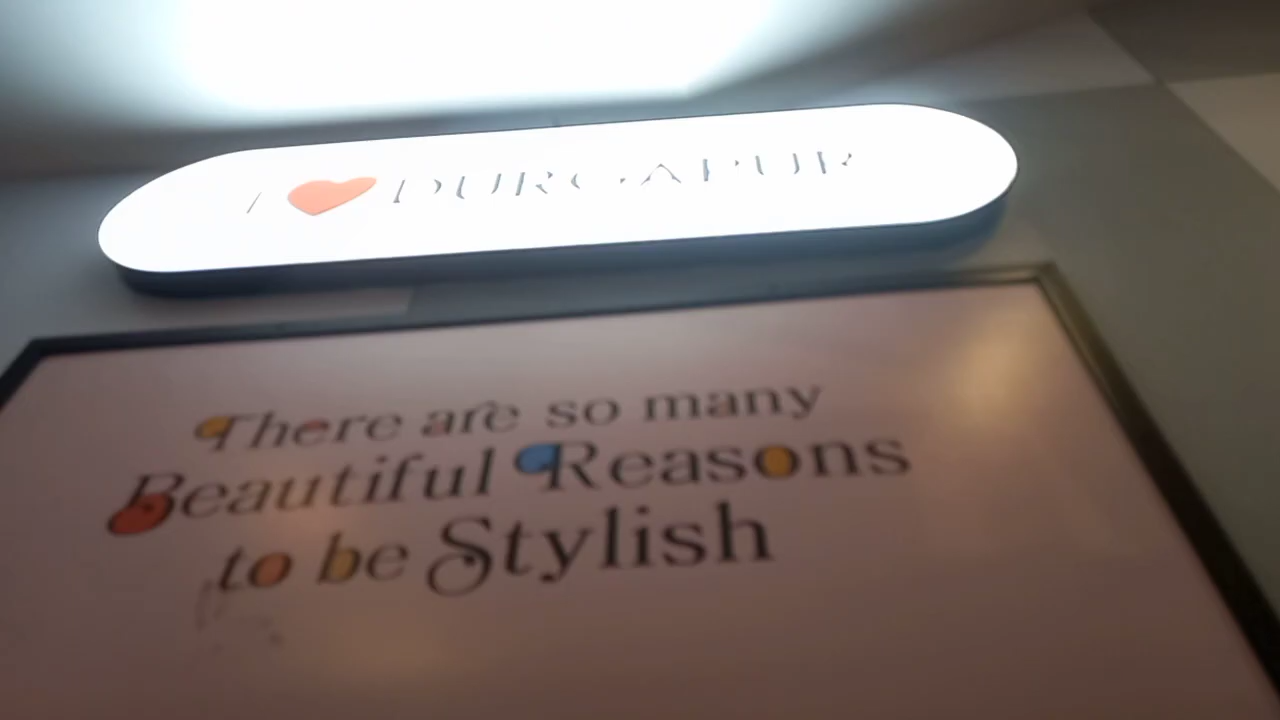 I ❤ DURGAPUR
There are so many
Beautiful Reasons
to be Stylish